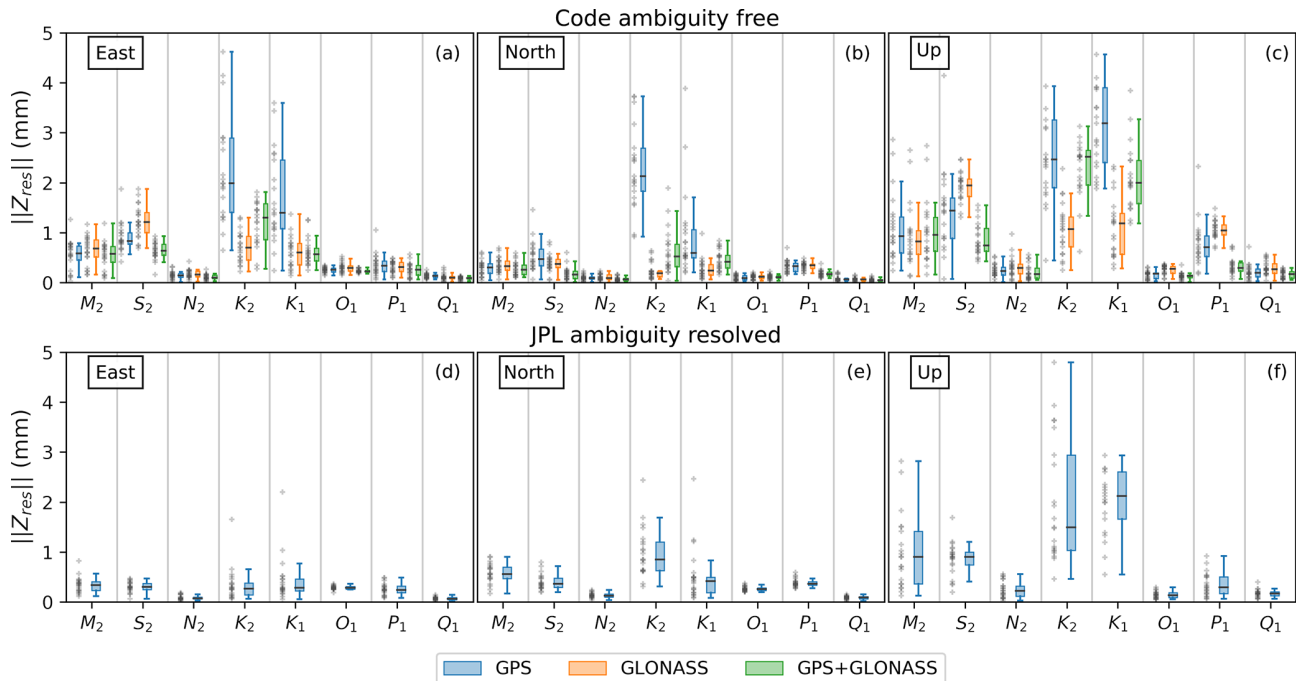 Code ambiguity free
5
4
3
2
1
0
||Z_res|| (mm)
East
(a)
North
(b)
Up
(c)
M₂ S₂ N₂ K₂ K₁ O₁ P₁ Q₁
M₂ S₂ N₂ K₂ K₁ O₁ P₁ Q₁
M₂ S₂ N₂ K₂ K₁ O₁ P₁ Q₁
JPL ambiguity resolved
5
4
3
2
1
0
||Z_res|| (mm)
East
(d)
North
(e)
Up
(f)
M₂ S₂ N₂ K₂ K₁ O₁ P₁ Q₁
M₂ S₂ N₂ K₂ K₁ O₁ P₁ Q₁
M₂ S₂ N₂ K₂ K₁ O₁ P₁ Q₁
GPS
GLONASS
GPS+GLONASS